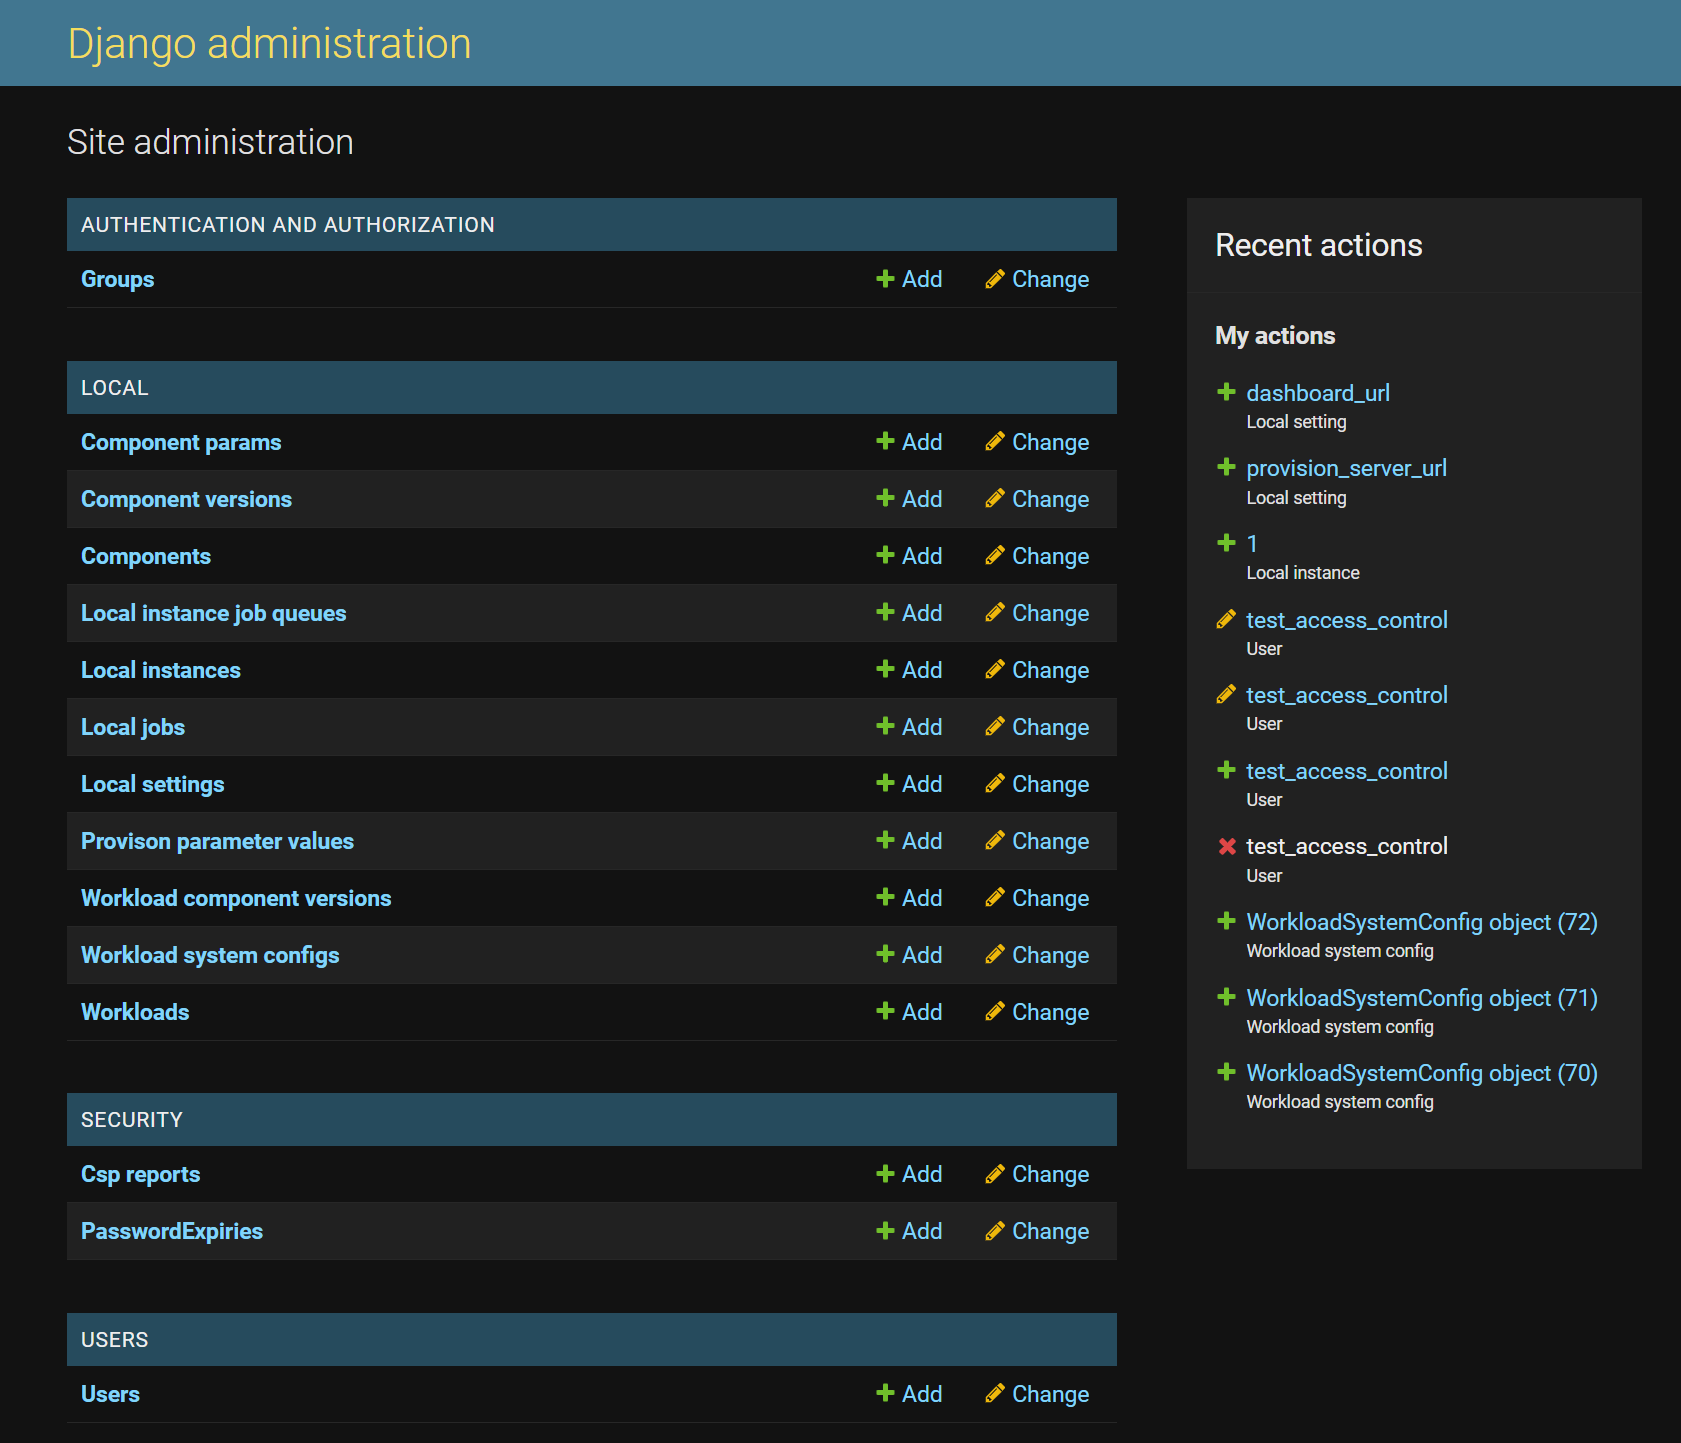 Django administration
Site administration
AUTHENTICATION AND AUTHORIZATION
Groups Add Change
LOCAL
Component params Add Change
Component versions Add Change
Components Add Change
Local instance job queues Add Change
Local instances Add Change
Local jobs Add Change
Local settings Add Change
Provison parameter values Add Change
Workload component versions Add Change
Workload system configs Add Change
Workloads Add Change
SECURITY
Csp reports Add Change
PasswordExpiries Add Change
USERS
Users Add Change
Recent actions
My actions
dashboard_url
Local setting
provision_server_url
Local setting
1
Local instance
test_access_control
User
test_access_control
User
test_access_control
User
test_access_control
User
WorkloadSystemConfig object (72)
Workload system config
WorkloadSystemConfig object (71)
Workload system config
WorkloadSystemConfig object (70)
Workload system config